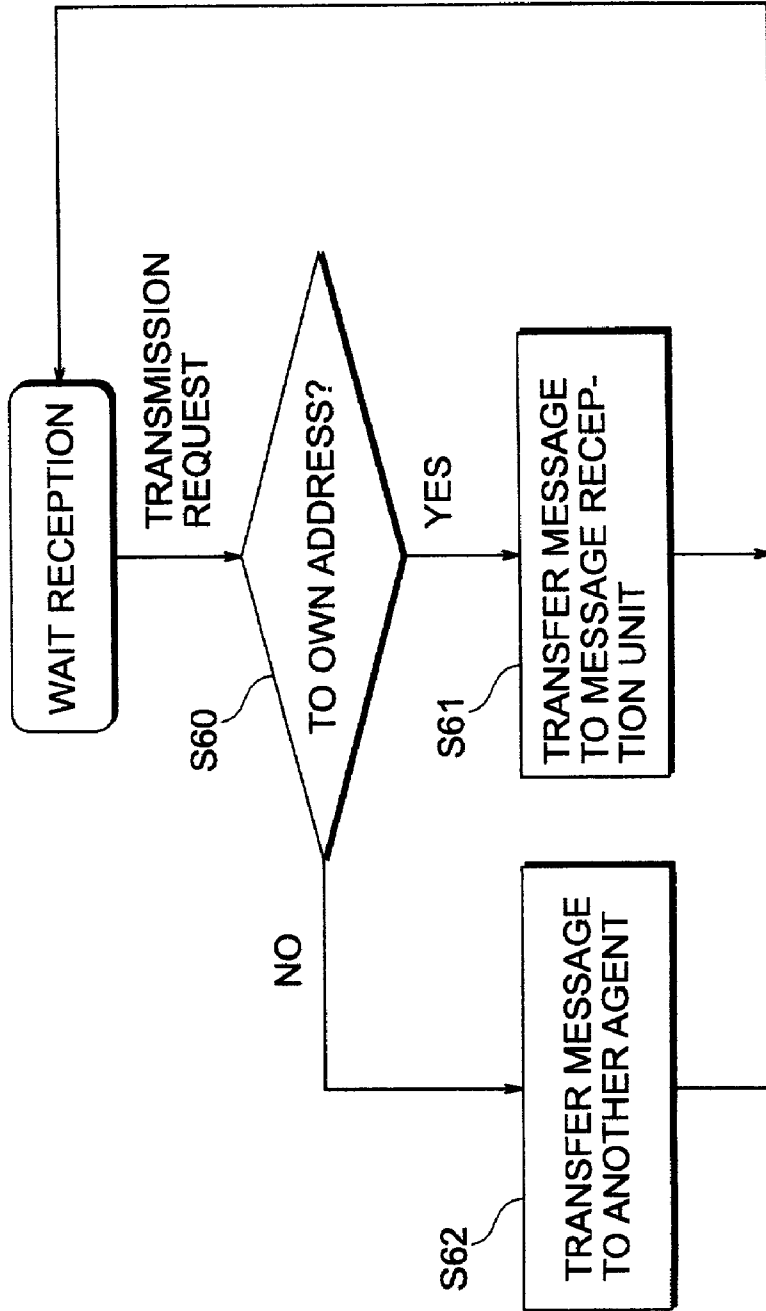 WAIT RECEPTION
TRANSMISSION
REQUEST
S60
TO OWN ADDRESS?
NO
YES
S62
TRANSFER MESSAGE
TO ANOTHER AGENT
S61
TRANSFER MESSAGE
TO MESSAGE RECEP-
TION UNIT